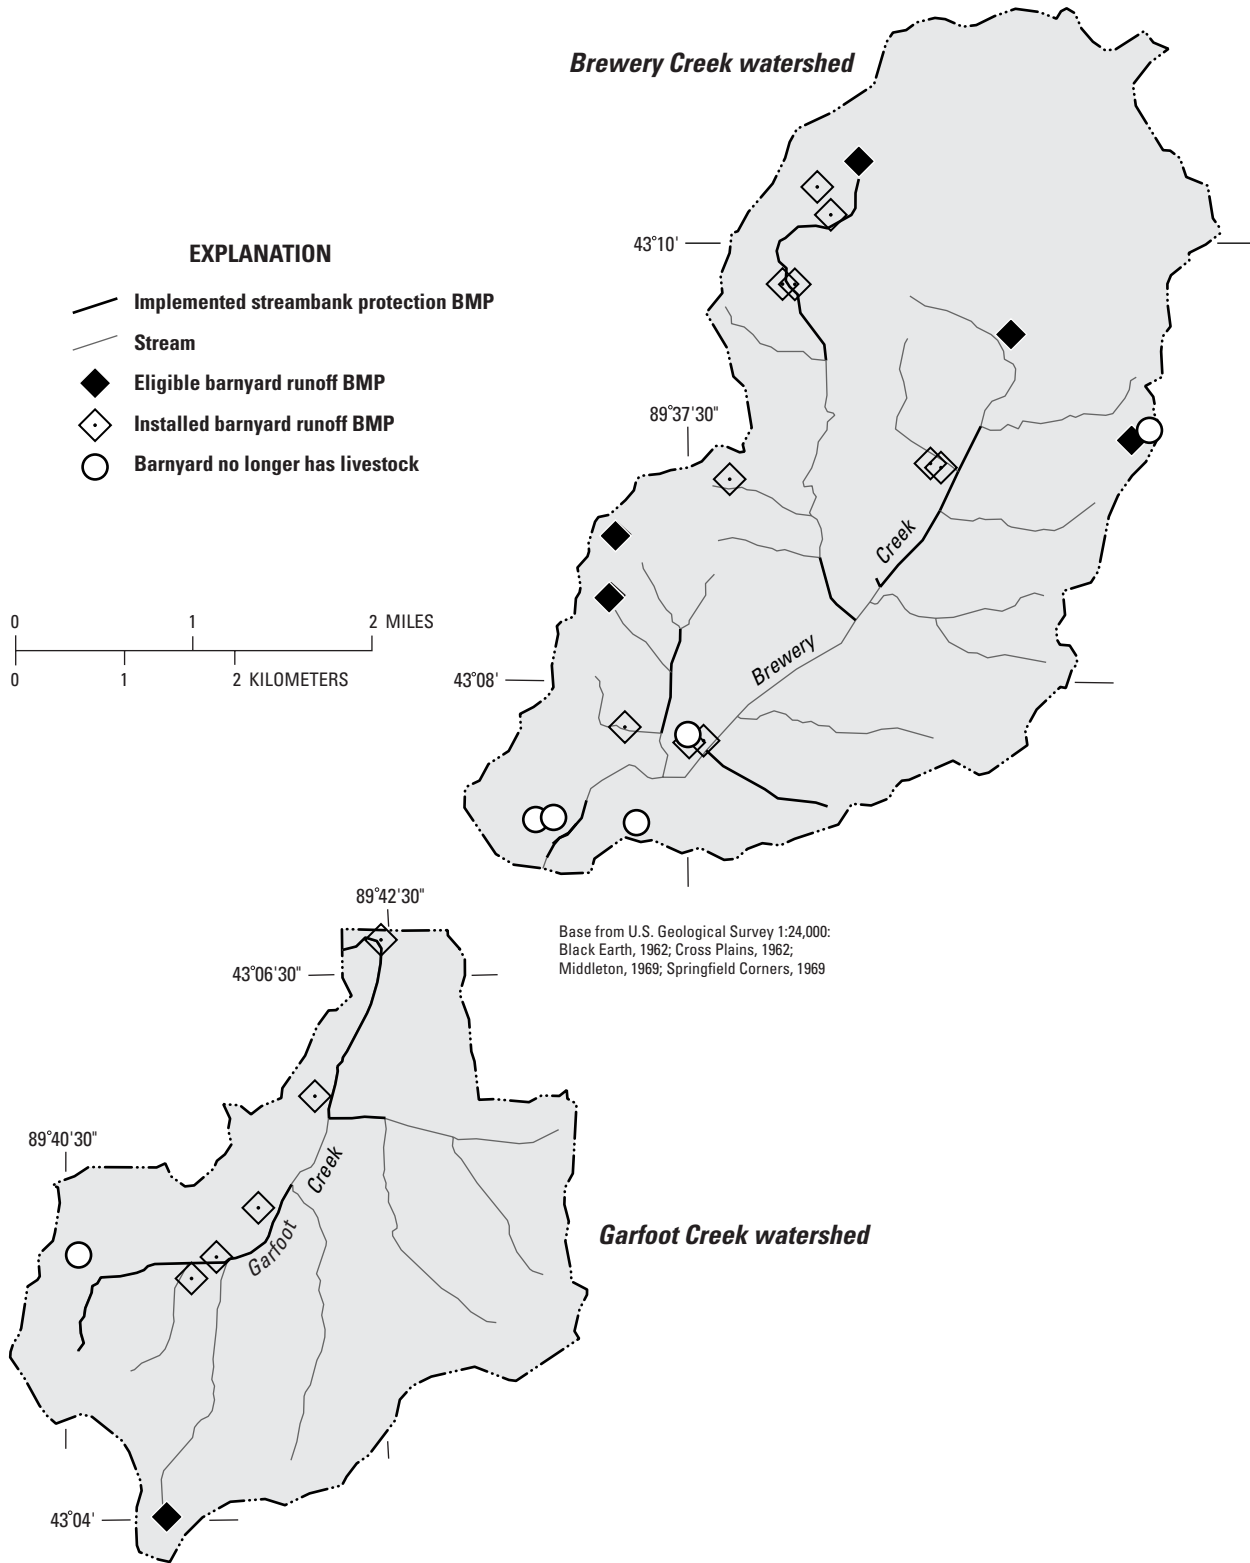 Brewery Creek watershed
43°10'
EXPLANATION
Implemented streambank protection BMP
Stream
Eligible barnyard runoff BMP
Installed barnyard runoff BMP
Barnyard no longer has livestock
89°37'30"
Creek
0 1 2 MILES
0 1 2 KILOMETERS
Brewery
43°08'
89°42'30"
Base from U.S. Geological Survey 1:24,000:
Black Earth, 1962; Cross Plains, 1962;
Middleton, 1969; Springfield Corners, 1969
43°06'30"
89°40'30"
Creek
Garfoot
Garfoot Creek watershed
43°04'